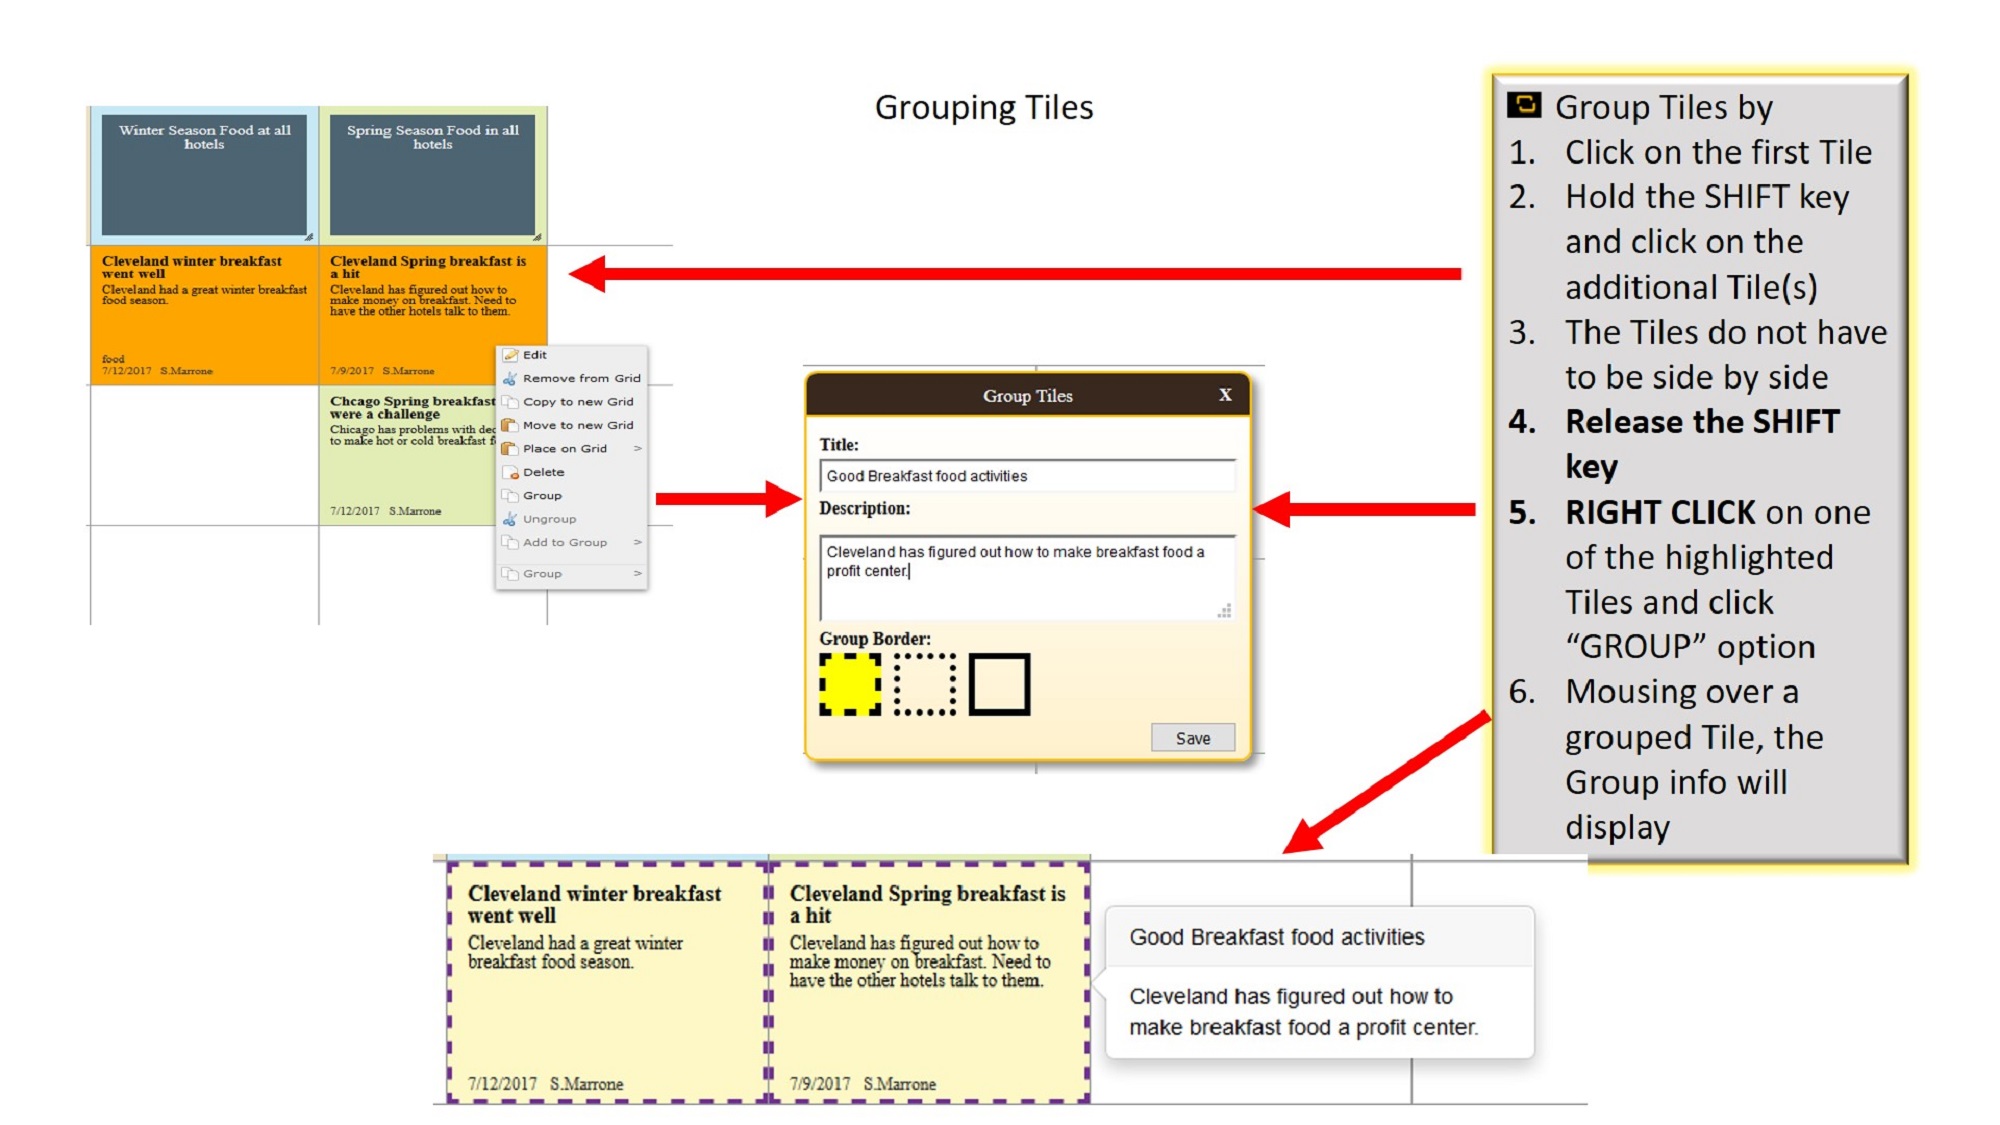 Grouping Tiles
Winter Season Food at all
hotels
Spring Season Food in all
hotels
Cleveland winter breakfast
went well
Cleveland had a great winter breakfast
food season.
food
7/12/2017 S.Marrone
Cleveland Spring breakfast is
a hit
Cleveland has figured out how to
make money on breakfast. Need to
have the other hotels talk to them.
7/9/2017 S.Marrone
Chcago Spring breakfast
were a challenge
Chicago has problems with dec
to make hot or cold breakfast f
7/12/2017 S.Marrone
Edit
Remove from Grid
Copy to new Grid
Move to new Grid
Place on Grid >
Delete
Group
Ungroup
Add to Group >
Group >
Group Tiles X
Title:
Good Breakfast food activities
Description:
Cleveland has figured out how to make breakfast food a
profit center.
Group Border:
Save
Group Tiles by
1. Click on the first Tile
2. Hold the SHIFT key
and click on the
additional Tile(s)
3. The Tiles do not have
to be side by side
4. Release the SHIFT
key
5. RIGHT CLICK on one
of the highlighted
Tiles and click
“GROUP” option
6. Mousing over a
grouped Tile, the
Group info will
display
Cleveland winter breakfast
went well
Cleveland had a great winter
breakfast food season.
7/12/2017 S.Marrone
Cleveland Spring breakfast is
a hit
Cleveland has figured out how to
make money on breakfast. Need to
have the other hotels talk to them.
7/9/2017 S.Marrone
Good Breakfast food activities
Cleveland has figured out how to
make breakfast food a profit center.